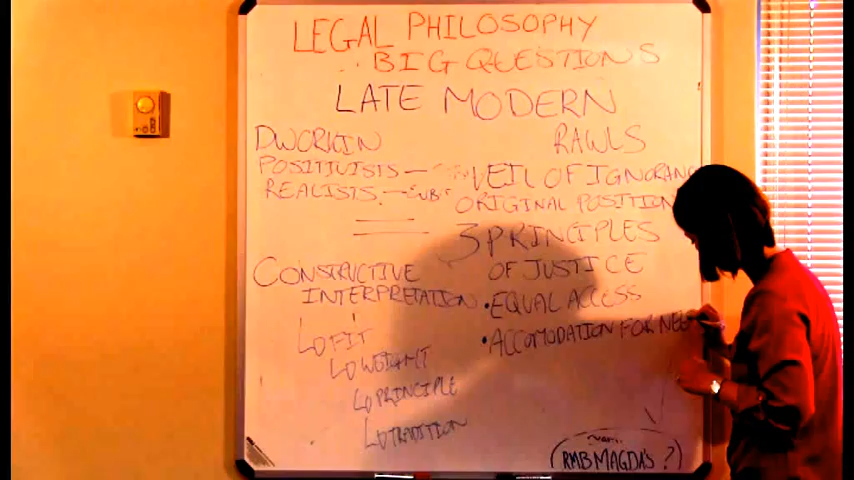 LEGAL PHILOSOPHY
BIG QUESTIONS
LATE MODERN
DWORKIN
POSITIVISTS —
REALISTS. — "SUB"
CONSTRUCTIVE
INTERPRETATION
↳ FIT
↳ WEIGHT
↳ PRINCIPLE
↳ TRADITION
RAWLS
VEIL OF IGNORANC
ORIGINAL POSITION
3 PRINCIPLES
OF JUSTICE
• EQUAL ACCESS
• ACCOMODATION FOR NEE
RMB MAGDA'S ?